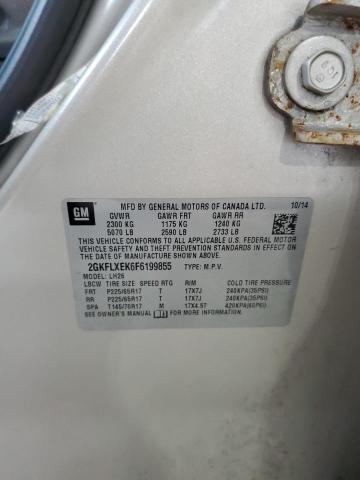 GM
MFD BY GENERAL MOTORS OF CANADA LTD. 10/14
GVWR GAWR FRT GAWR RR
2300 KG 1175 KG 1240 KG
5070 LB 2590 LB 2733 LB
THIS VEHICLE CONFORMS TO ALL APPLICABLE U.S. FEDERAL MOTOR
VEHICLE SAFETY AND THEFT PREVENTION STANDARDS IN EFFECT ON
THE DATE OF MANUFACTURE SHOWN ABOVE.
2GKFLXEK6F6199855 TYPE: M.P.V.
MODEL: LH26
LBCW TIRE SIZE SPEED RTG RIM COLD TIRE PRESSURE
FRT P225/65R17 T 17X7J 240KPA(35PSI)
RR P225/65R17 T 17X7J 240KPA(35PSI)
SPA T145/70R17 M 17X4.5T 420KPA(60PSI)
SEE OWNER'S MANUAL FOR ADDITIONAL INFORMATION.